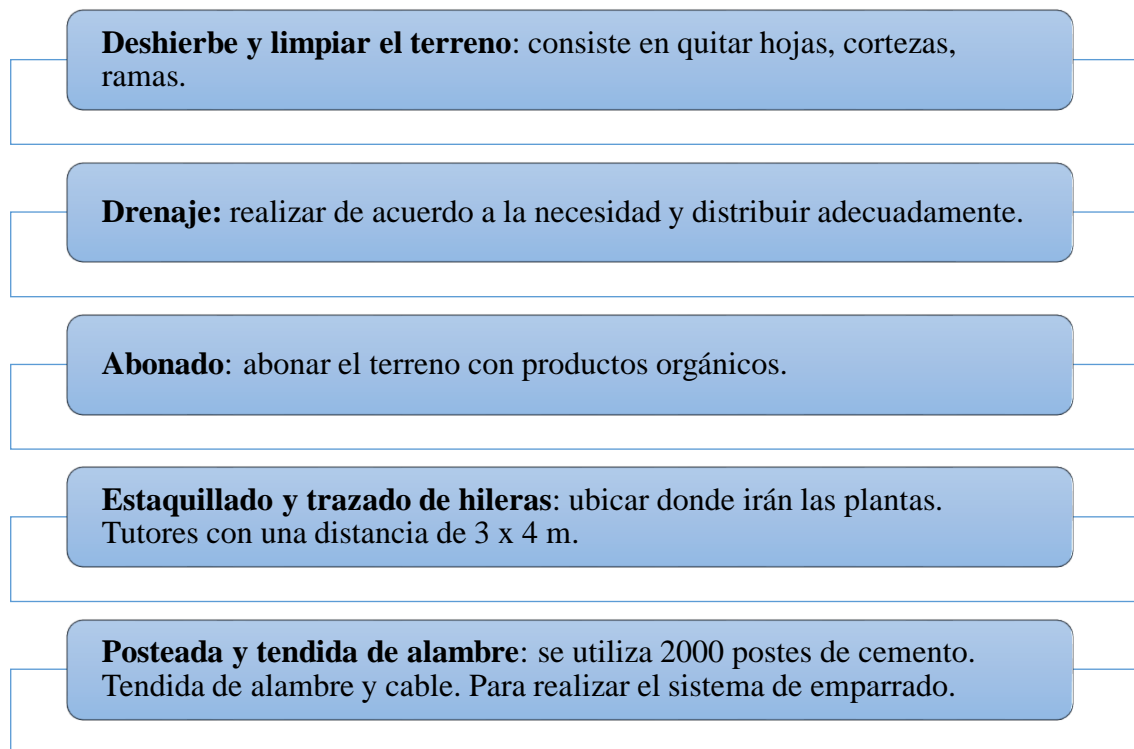 Deshierbe y limpiar el terreno: consiste en quitar hojas, cortezas,
ramas.
Drenaje: realizar de acuerdo a la necesidad y distribuir adecuadamente.
Abonado: abonar el terreno con productos orgánicos.
Estaquillado y trazado de hileras: ubicar donde irán las plantas.
Tutores con una distancia de 3 x 4 m.
Posteada y tendida de alambre: se utiliza 2000 postes de cemento.
Tendida de alambre y cable. Para realizar el sistema de emparrado.